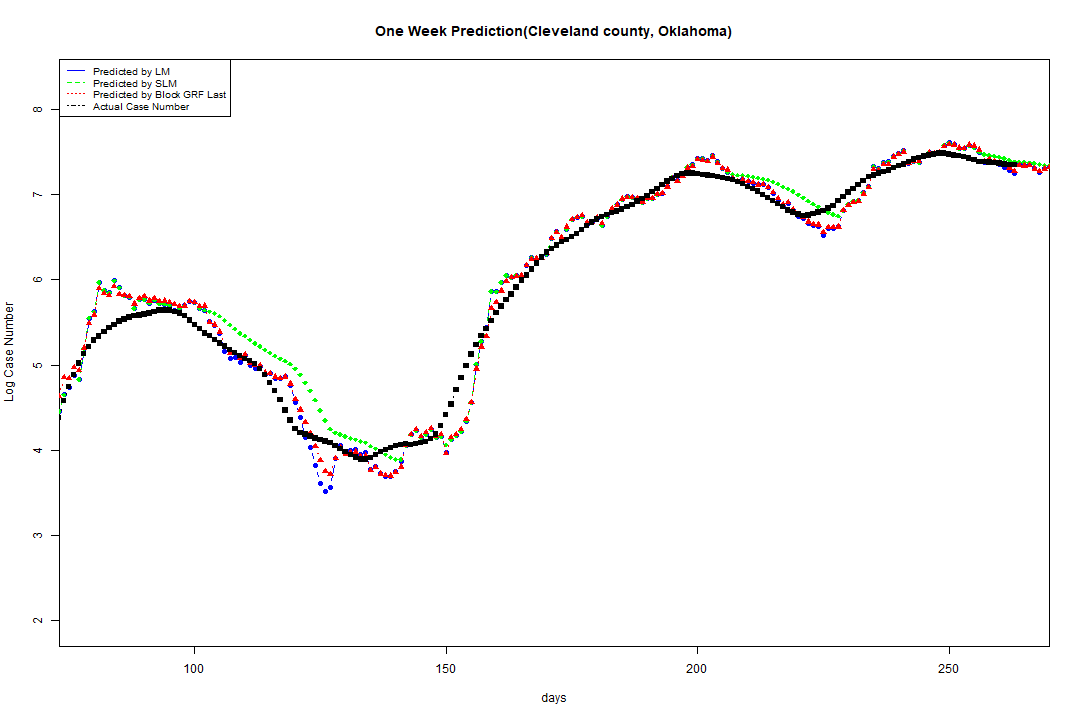 One Week Prediction(Cleveland county, Oklahoma)
Predicted by LM
Predicted by SLM
Predicted by Block GRF Last
Actual Case Number
8
7
6
5
4
3
2
Log Case Number
100
150
200
250
days